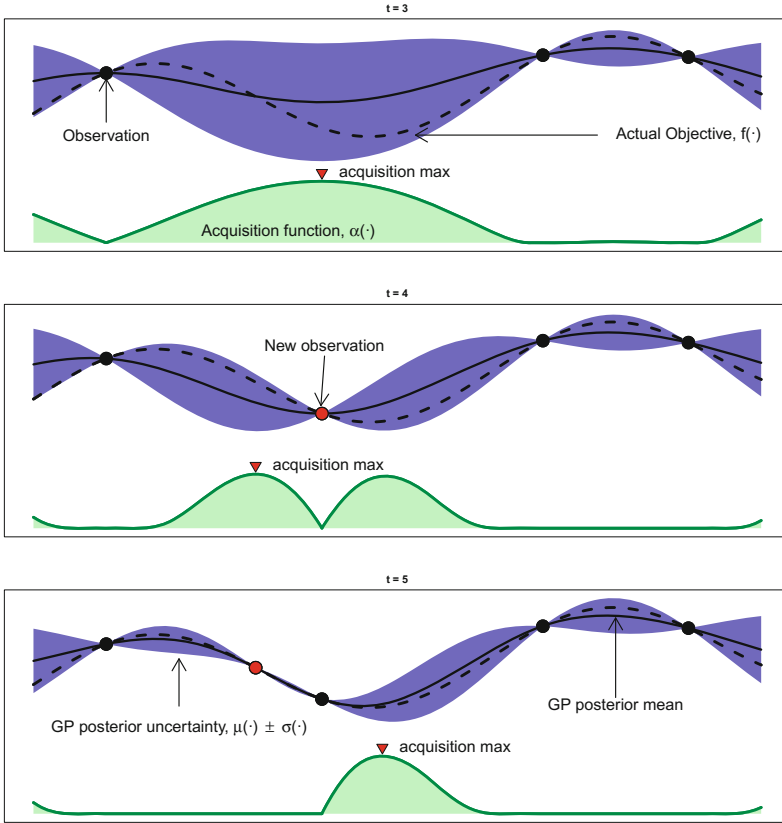 t = 3
Observation
Actual Objective, f(·)
acquisition max
Acquisition function, α(·)
t = 4
New observation
acquisition max
t = 5
GP posterior uncertainty, μ(·) ± σ(·)
GP posterior mean
acquisition max